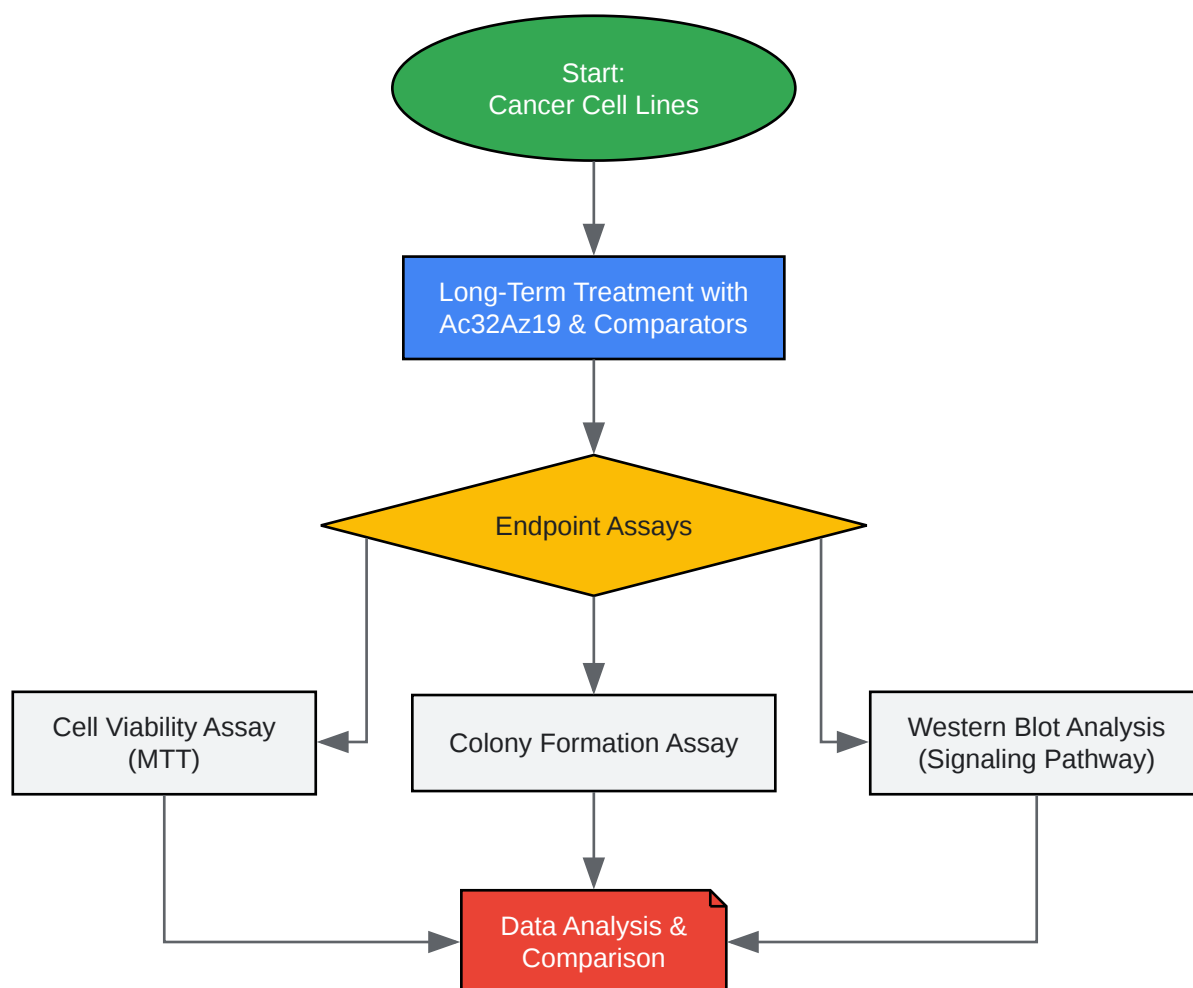 Start:
Cancer Cell Lines
Long-Term Treatment with
Ac32Az19 & Comparators
Endpoint Assays
Cell Viability Assay
(MTT)
Colony Formation Assay
Western Blot Analysis
(Signaling Pathway)
Data Analysis &
Comparison